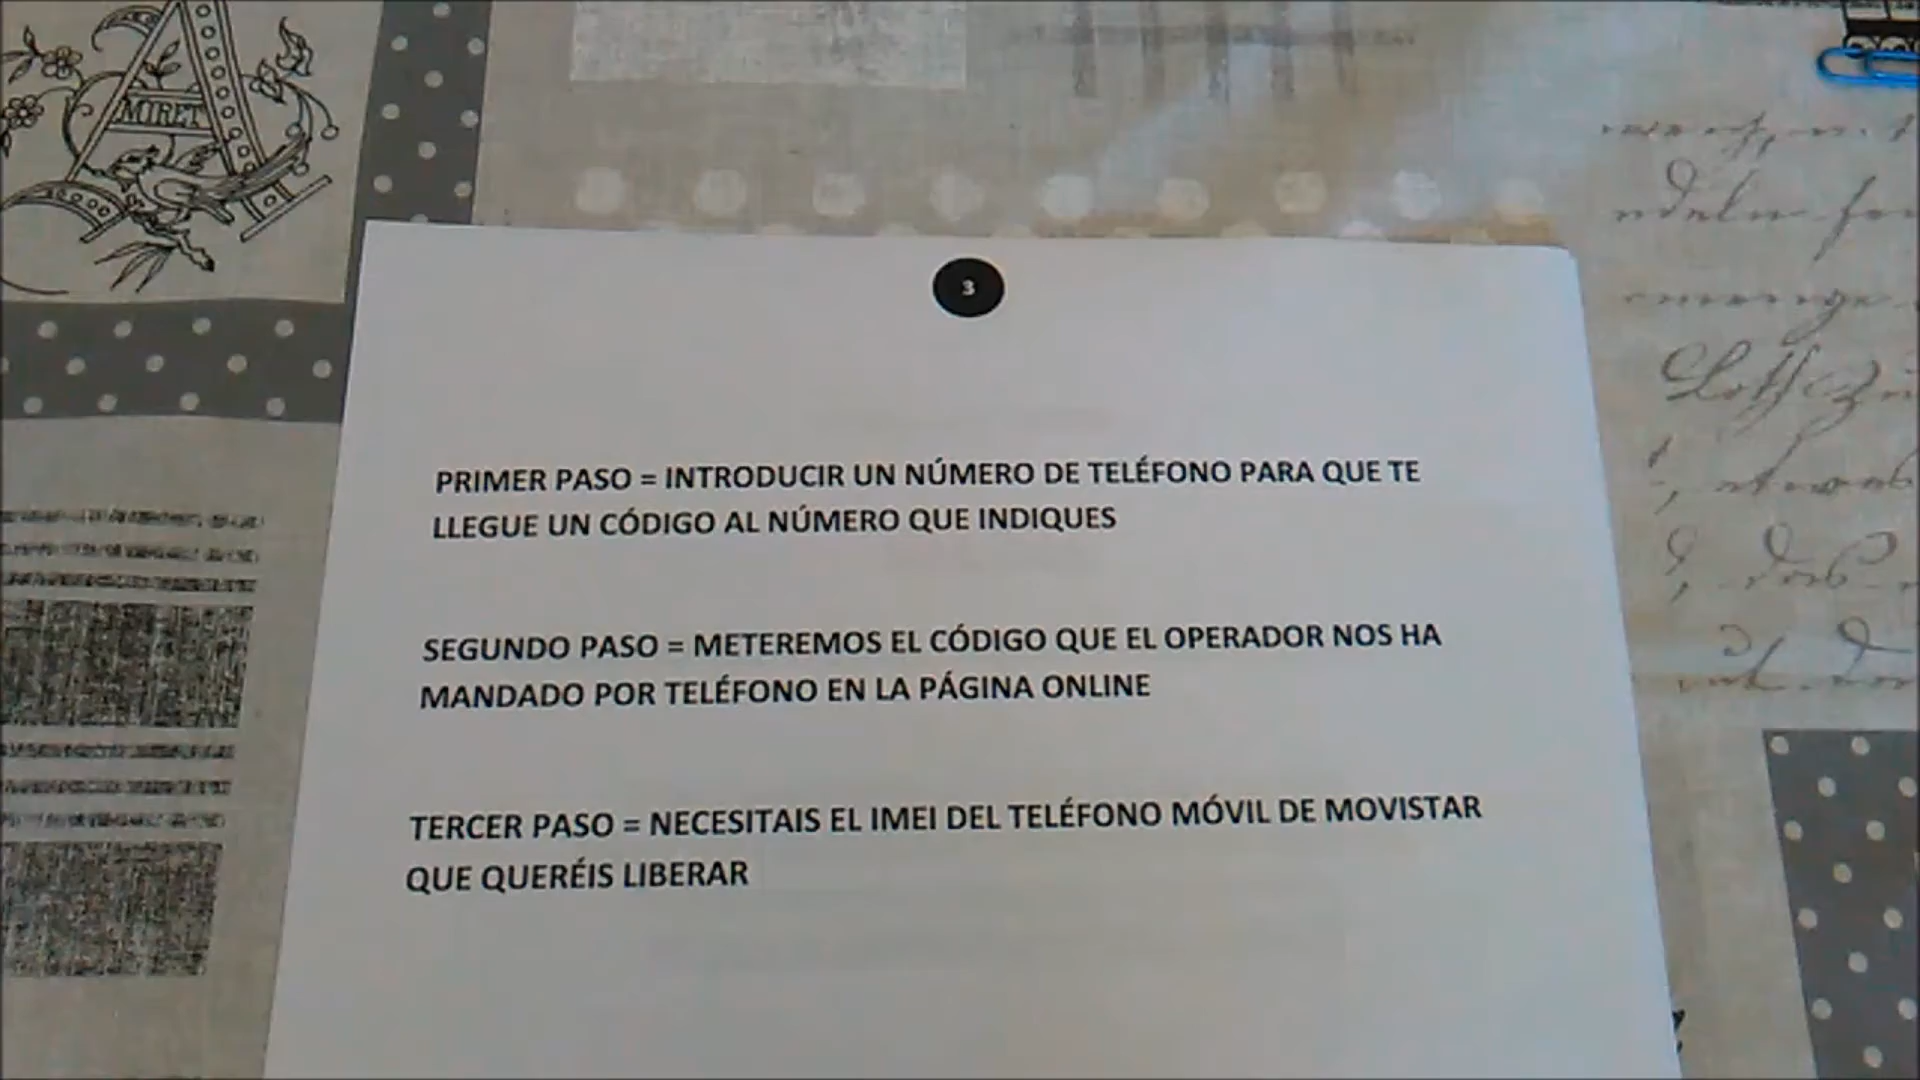 MIRET
3
PRIMER PASO = INTRODUCIR UN NÚMERO DE TELÉFONO PARA QUE TE
LLEGUE UN CÓDIGO AL NÚMERO QUE INDIQUES
SEGUNDO PASO = METEREMOS EL CÓDIGO QUE EL OPERADOR NOS HA
MANDADO POR TELÉFONO EN LA PÁGINA ONLINE
TERCER PASO = NECESITAIS EL IMEI DEL TELÉFONO MÓVIL DE MOVISTAR
QUE QUERÉIS LIBERAR